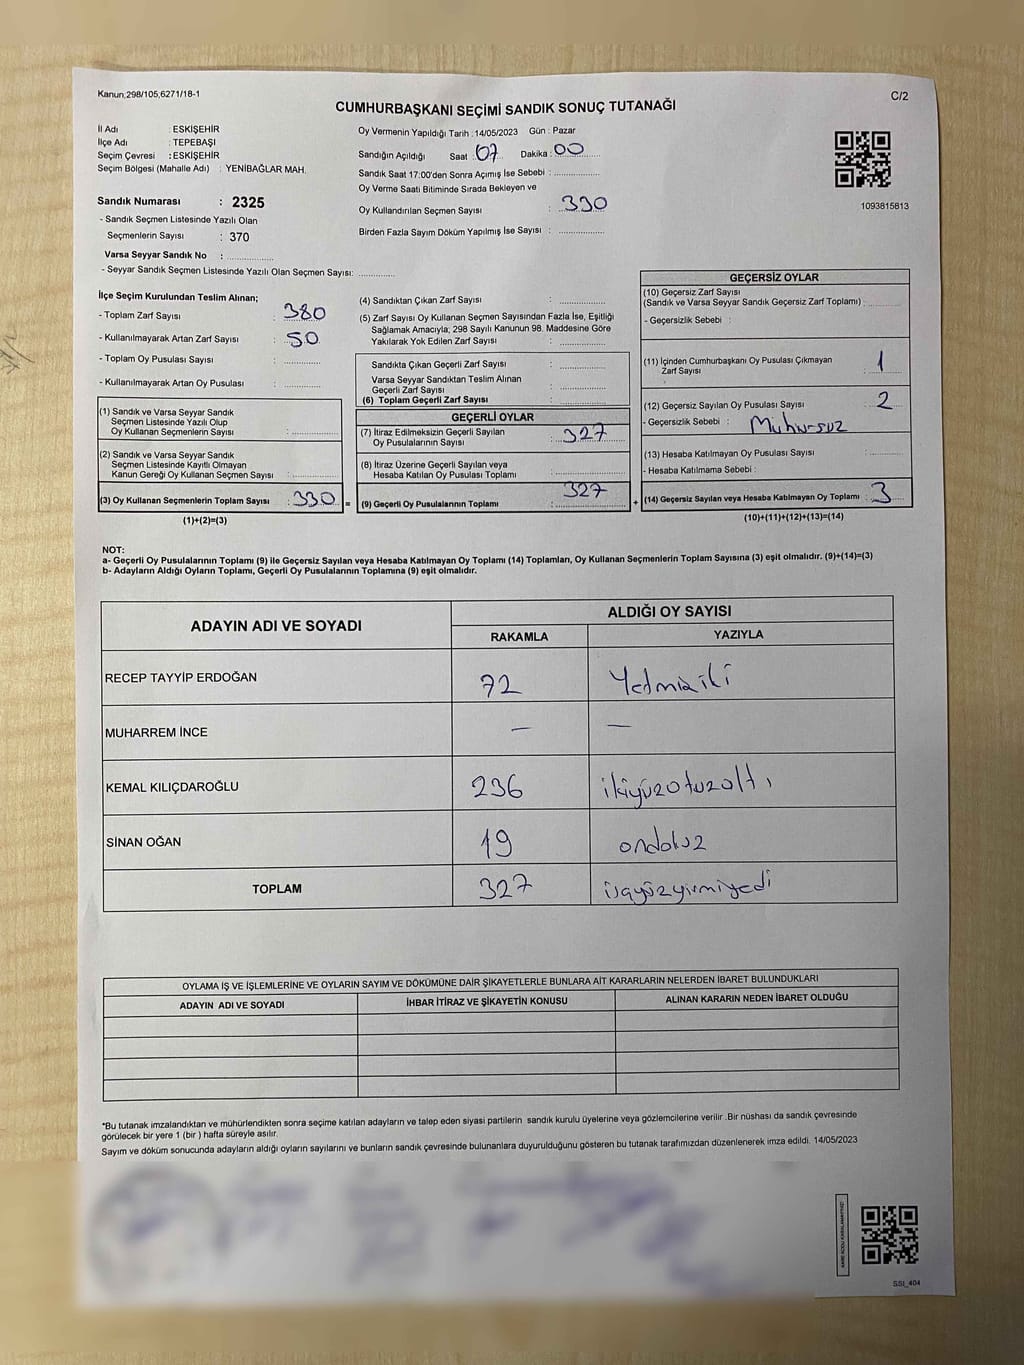 Kanun,298/105,6271/18-1
C/2
CUMHURBAŞKANI SEÇİMİ SANDIK SONUÇ TUTANAĞI
İl Adı : ESKİŞEHİR
İlçe Adı : TEPEBAŞI
Seçim Çevresi : ESKİŞEHİR
Seçim Bölgesi (Mahalle Adı) : YENİBAĞLAR MAH.
Sandık Numarası : 2325
- Sandık Seçmen Listesinde Yazılı Olan
Seçmenlerin Sayısı : 370
Varsa Seyyar Sandık No : ..................
- Seyyar Sandık Seçmen Listesinde Yazılı Olan Seçmen Sayısı: ..............
Oy Vermenin Yapıldığı Tarih : 14/05/2023 Gün : Pazar
Sandığın Açıldığı Saat : 07 Dakika : 00
Sandık Saat 17:00'den Sonra Açımış İse Sebebi : ..................
Oy Verme Saati Bitiminde Sırada Bekleyen ve
Oy Kullandırılan Seçmen Sayısı : 330
Birden Fazla Sayım Döküm Yapılmış İse Sayısı : ..................
1093815813
İlçe Seçim Kurulundan Teslim Alınan;
- Toplam Zarf Sayısı : 380
- Kullanılmayarak Artan Zarf Sayısı : 50
- Toplam Oy Pusulası Sayısı : ..............
- Kullanılmayarak Artan Oy Pusulası : ..............
(1) Sandık ve Varsa Seyyar Sandık
Seçmen Listesinde Yazılı Olup
Oy Kullanan Seçmenlerin Sayısı : ..................
(2) Sandık ve Varsa Seyyar Sandık
Seçmen Listesinde Kayıtlı Olmayan
Kanun Gereği Oy Kullanan Seçmen Sayısı : ..................
(3) Oy Kullanan Seçmenlerin Toplam Sayısı : 330 =
(1)+(2)=(3)
(4) Sandıktan Çıkan Zarf Sayısı : ..................
(5) Zarf Sayısı Oy Kullanan Seçmen Sayısından Fazla İse, Eşitliği
Sağlamak Amacıyla; 298 Sayılı Kanunun 98. Maddesine Göre
Yakılarak Yok Edilen Zarf Sayısı : ..................
Sandıkta Çıkan Geçerli Zarf Sayısı : ..................
Varsa Seyyar Sandıktan Teslim Alınan
Geçerli Zarf Sayısı : ..................
(6) Toplam Geçerli Zarf Sayısı : ..................
GEÇERLİ OYLAR
(7) İtiraz Edilmeksizin Geçerli Sayılan
Oy Pusulalarının Sayısı : 327
(8) İtiraz Üzerine Geçerli Sayılan veya
Hesaba Katılan Oy Pusulası Toplamı : ..................
(9) Geçerli Oy Pusulalarının Toplamı : 327 +
GEÇERSİZ OYLAR
(10) Geçersiz Zarf Sayısı
(Sandık ve Varsa Seyyar Sandık Geçersiz Zarf Toplamı) : ..........
- Geçersizlik Sebebi :
(11) İçinden Cumhurbaşkanı Oy Pusulası Çıkmayan
Zarf Sayısı : 1
(12) Geçersiz Sayılan Oy Pusulası Sayısı : 2
- Geçersizlik Sebebi : Mühürsüz
(13) Hesaba Katılmayan Oy Pusulası Sayısı : ..........
- Hesaba Katılmama Sebebi :
(14) Geçersiz Sayılan veya Hesaba Katılmayan Oy Toplamı : 3
(10)+(11)+(12)+(13)=(14)
NOT:
a- Geçerli Oy Pusulalarının Toplamı (9) ile Geçersiz Sayılan veya Hesaba Katılmayan Oy Toplamı (14) Toplamları, Oy Kullanan Seçmenlerin Toplam Sayısına (3) eşit olmalıdır. (9)+(14)=(3)
b- Adayların Aldığı Oyların Toplamı, Geçerli Oy Pusulalarının Toplamına (9) eşit olmalıdır.
ADAYIN ADI VE SOYADI ALDIĞI OY SAYISI
RAKAMLA YAZIYLA
RECEP TAYYİP ERDOĞAN 72 Yetmişiki
MUHARREM İNCE — —
KEMAL KILIÇDAROĞLU 236 ikiyüzotuzaltı
SİNAN OĞAN 19 ondokuz
TOPLAM 327 üçyüzyirmiyedi
OYLAMA İŞ VE İŞLEMLERİNE VE OYLARIN SAYIM VE DÖKÜMÜNE DAİR ŞİKAYETLERLE BUNLARA AİT KARARLARIN NELERDEN İBARET BULUNDUKLARI
ADAYIN ADI VE SOYADI İHBAR İTİRAZ VE ŞİKAYETİN KONUSU ALINAN KARARIN NEDEN İBARET OLDUĞU
*Bu tutanak imzalandıktan ve mühürlendikten sonra seçime katılan adayların ve talep eden siyasi partilerin sandık kurulu üyelerine veya gözlemcilerine verilir .Bir nüshası da sandık çevresinde
görülecek bir yere 1 (bir ) hafta süreyle asılır.
Sayım ve döküm sonucunda adayların aldığı oyların sayılarını ve bunların sandık çevresinde bulunanlara duyurulduğunu gösteren bu tutanak tarafımızdan düzenlenerek imza edildi. 14/05/2023
SSI_404